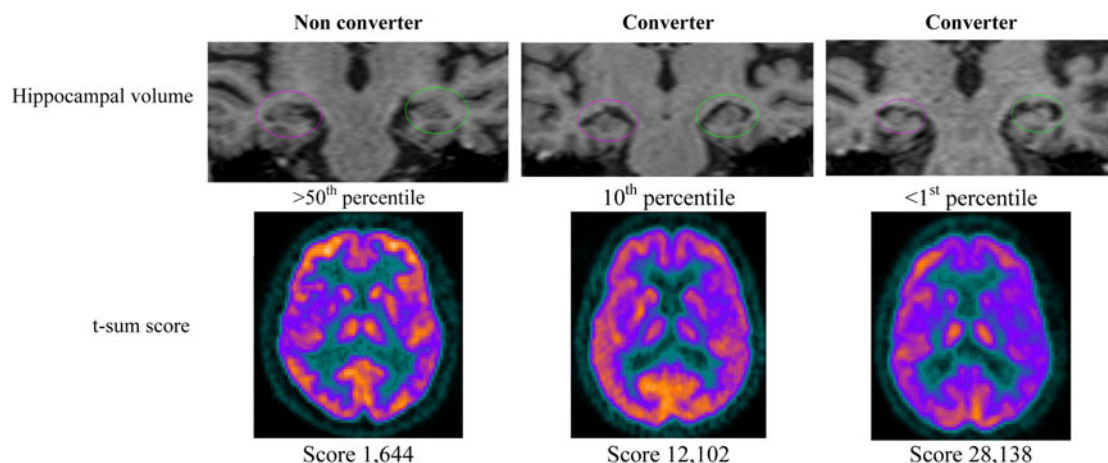 Non converter Converter Converter
Hippocampal volume
>50th percentile 10th percentile <1st percentile
t-sum score
Score 1,644 Score 12,102 Score 28,138